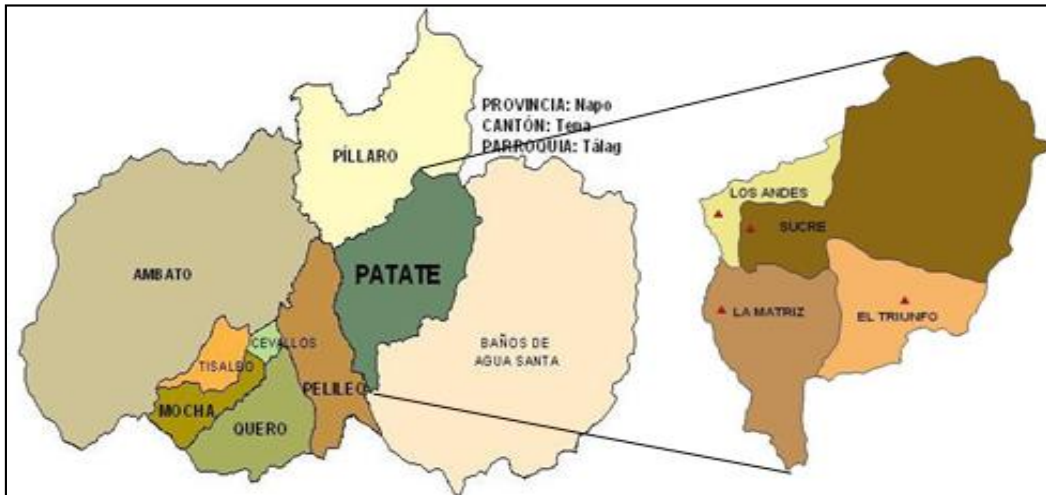 PÍLLARO
PROVINCIA: Napo
CANTÓN: Tena
PARROQUIA: Tálag
AMBATO
PATATE
CEVALLOS
TISALEO
MOCHA
QUERO
PELILEO
BAÑOS DE
AGUA SANTA
LOS ANDES
SUCRE
LA MATRIZ
EL TRIUNFO